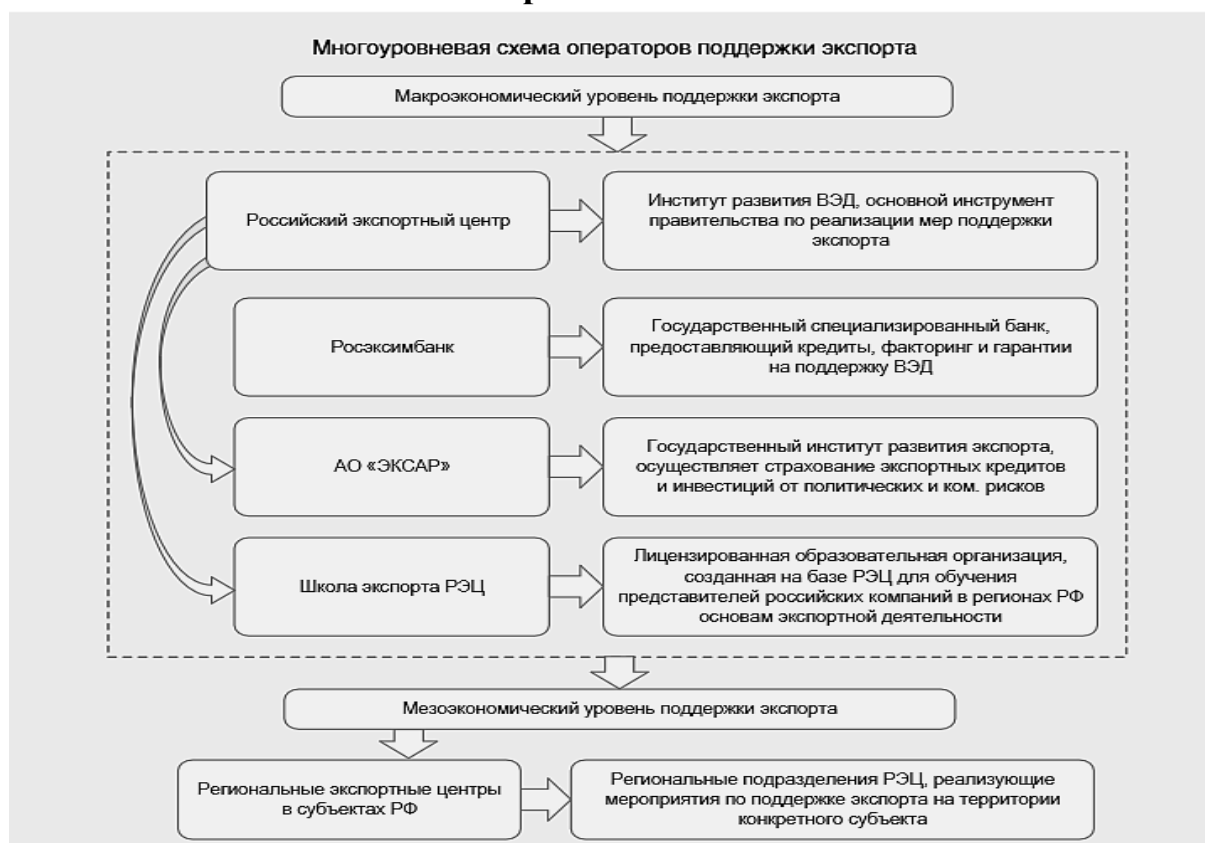 Многоуровневая схема операторов поддержки экспорта
Макроэкономический уровень поддержки экспорта
Российский экспортный центр
Институт развития ВЭД, основной инструмент
правительства по реализации мер поддержки
экспорта
Росэксимбанк
Государственный специализированный банк,
предоставляющий кредиты, факторинг и гарантии
на поддержку ВЭД
АО «ЭКСАР»
Государственный институт развития экспорта,
осуществляет страхование экспортных кредитов
и инвестиций от политических и ком. рисков
Школа экспорта РЭЦ
Лицензированная образовательная организация,
созданная на базе РЭЦ для обучения
представителей российских компаний в регионах РФ
основам экспортной деятельности
Мезоэкономический уровень поддержки экспорта
Региональные экспортные центры
в субъектах РФ
Региональные подразделения РЭЦ, реализующие
мероприятия по поддержке экспорта на территории
конкретного субъекта